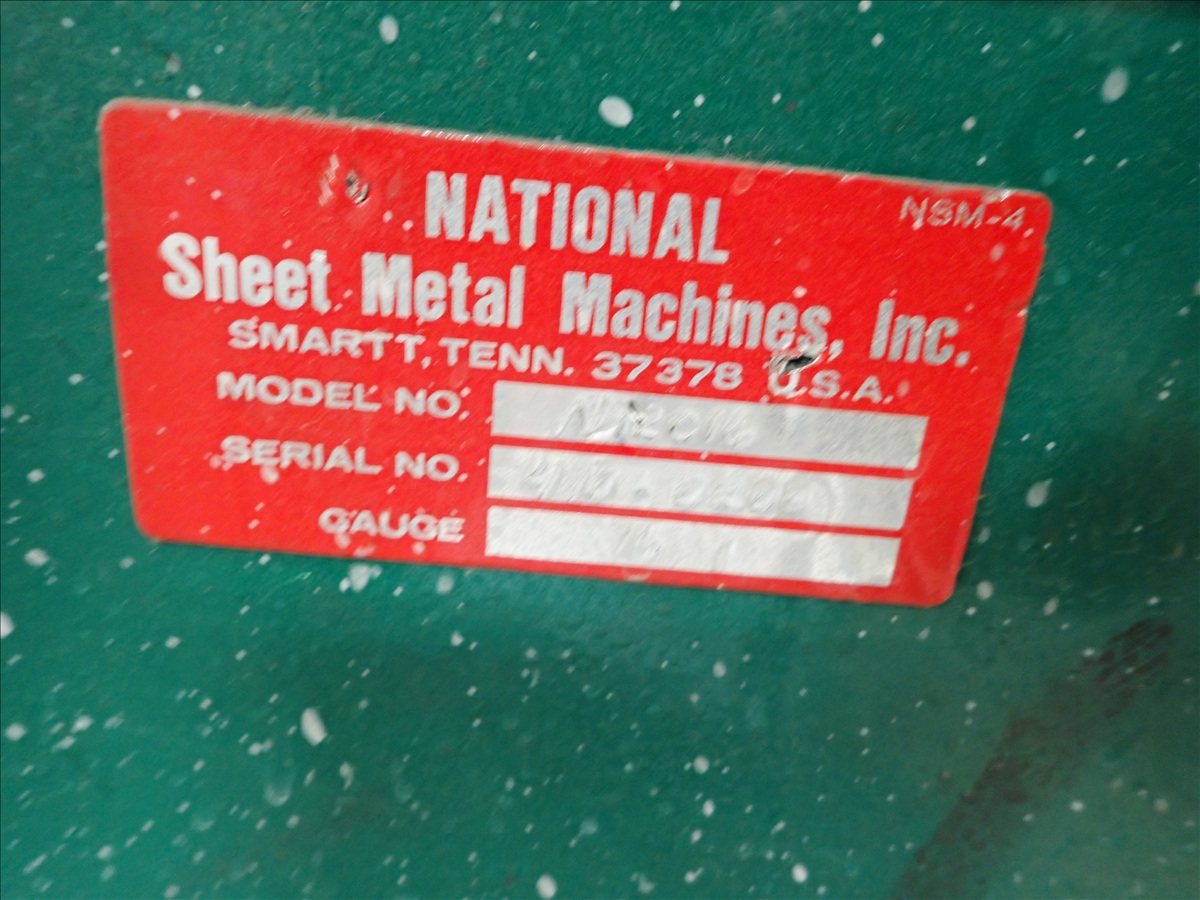 NSM-4
NATIONAL
Sheet Metal Machines, Inc.
SMARTT, TENN. 37378 U.S.A.
MODEL NO.
SERIAL NO.
GAUGE